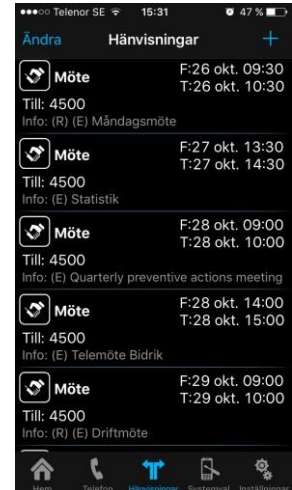 Telenor SE 15:31 47 %
Ändra Hänvisningar +
Möte F:26 okt. 09:30
T:26 okt. 10:30
Till: 4500
Info: (R) (E) Måndagsmöte
Möte F:27 okt. 13:30
T:27 okt. 14:30
Till: 4500
Info: (E) Statistik
Möte F:28 okt. 09:00
T:28 okt. 10:00
Till: 4500
Info: (E) Quarterly preventive actions meeting
Möte F:28 okt. 14:00
T:28 okt. 15:00
Till: 4500
Info: (E) Telemöte Bidrik
Möte F:29 okt. 09:00
T:29 okt. 10:00
Till: 4500
Info: (R) (E) Driftmöte
Hem Telefon Hänvisningar Systemval Inställningar